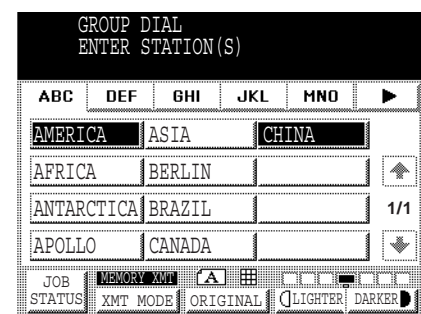 GROUP DIAL
ENTER STATION(S)
ABC DEF GHI JKL MNO
AMERICA ASIA CHINA
AFRICA BERLIN
ANTARCTICA BRAZIL 1/1
APOLLO CANADA
JOB STATUS
MEMORY XMT
XMT MODE
A
ORIGINAL
LIGHTER DARKER